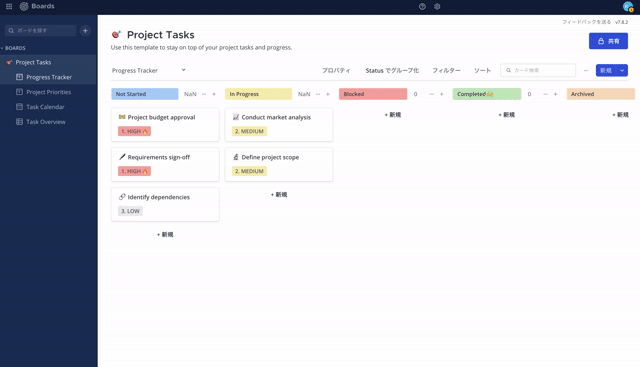 Boards
ボードを探す
+
BOARDS
Project Tasks
Progress Tracker
Project Priorities
Task Calendar
Task Overview
フィードバックを送る v7.8.2
Project Tasks
Use this template to stay on top of your project tasks and progress.
共有
Progress Tracker
プロパティ
Status でグループ化
フィルター
ソート
カード検索
新規
Not Started NaN
In Progress NaN
Blocked 0
Completed 0
Archived
Project budget approval
1. HIGH
Requirements sign-off
1. HIGH
Identify dependencies
3. LOW
+ 新規
Conduct market analysis
2. MEDIUM
Define project scope
2. MEDIUM
+ 新規
+ 新規
+ 新規
+ 新規